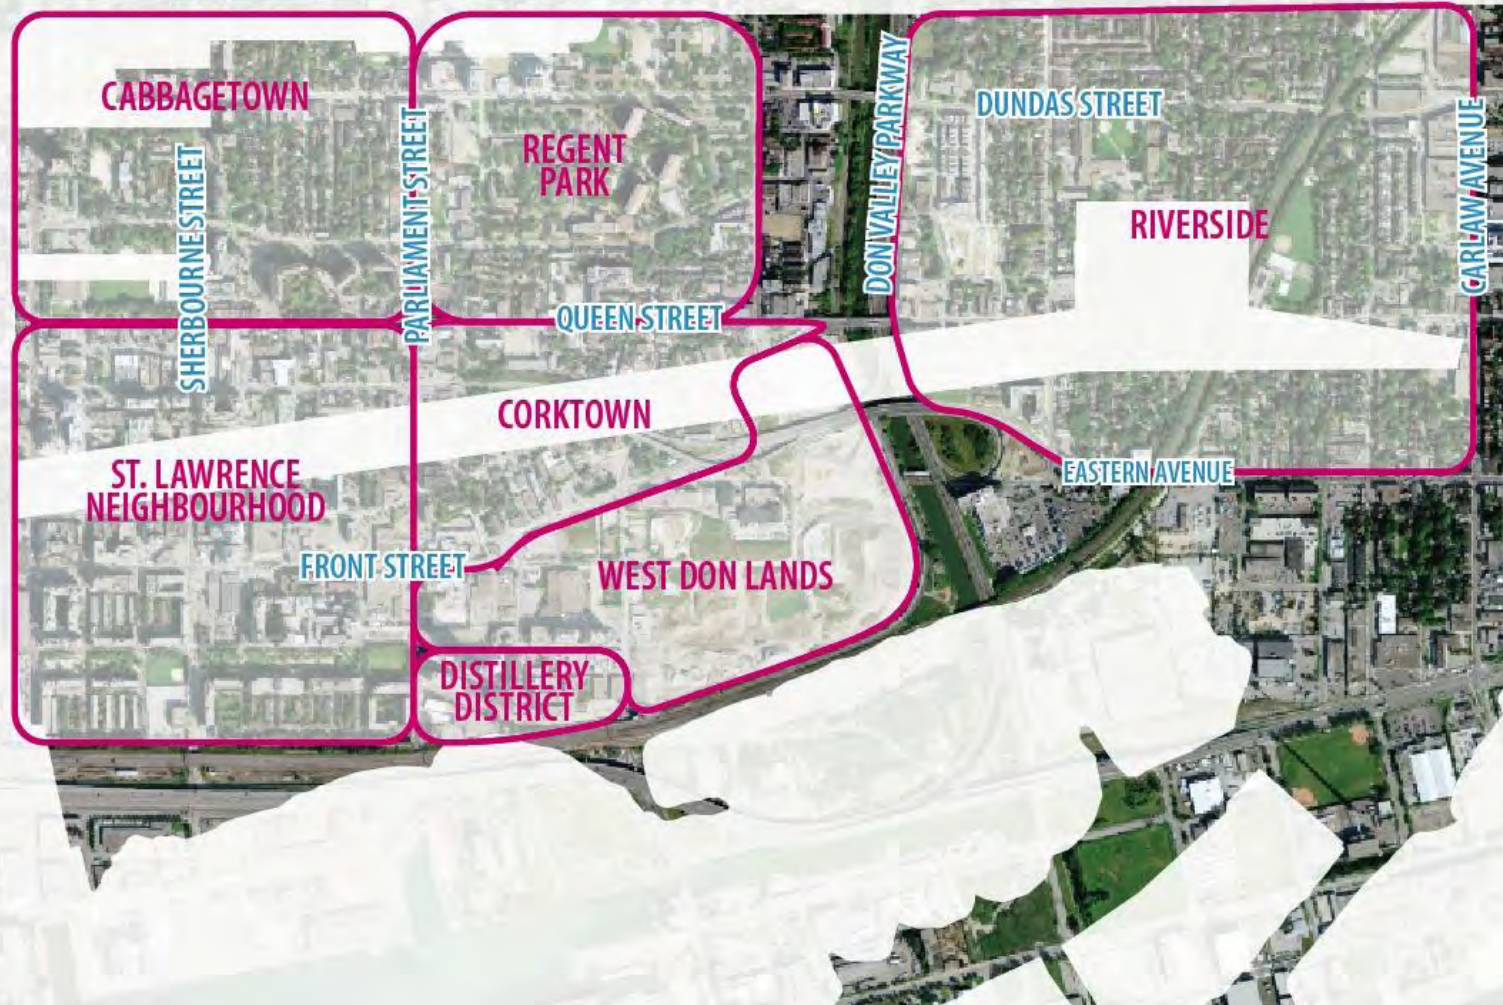 CABBAGETOWN
REGENT
PARK
DUNDAS STREET
RIVERSIDE
SHERBOURNE STREET
PARLIAMENT STREET
DON VALLEY PARKWAY
CARLAW AVENUE
QUEEN STREET
CORKTOWN
ST. LAWRENCE
NEIGHBOURHOOD
EASTERN AVENUE
FRONT STREET
WEST DON LANDS
DISTILLERY
DISTRICT